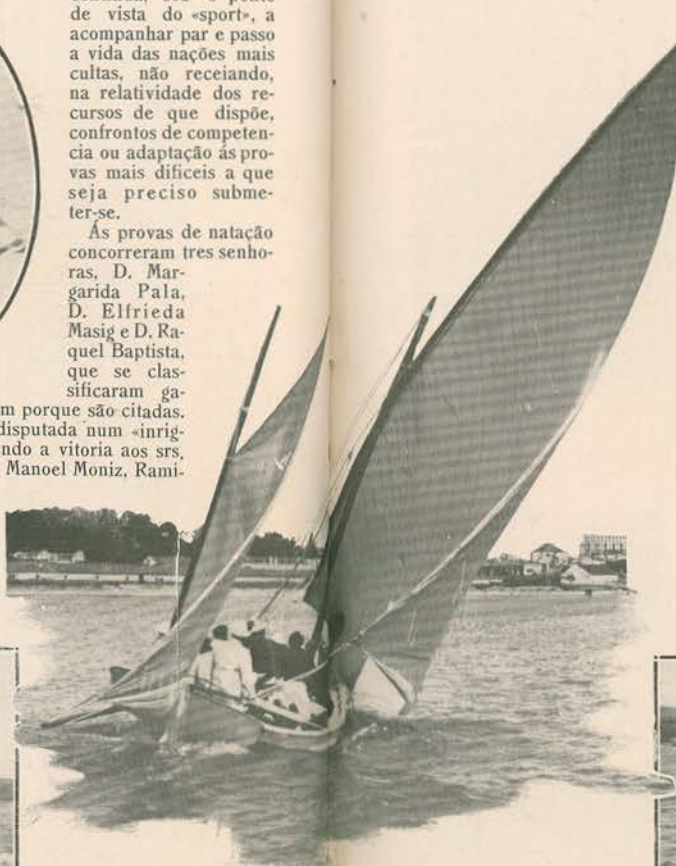 de vista do «sport», a
acompanhar par e passo
a vida das nações mais
cultas, não receiando,
na relatividade dos re-
cursos de que dispõe,
confrontos de competen-
cia ou adaptação ás pro-
vas mais dificeis a que
seja preciso subme-
ter-se.
Ás provas de natação
concorreram tres senho-
ras, D. Mar-
garida Pala,
D. Elfrieda
Masig e D. Ra-
quel Baptista,
que se clas-
sificaram ga-
m porque são citadas.
disputada num «inrig-
ndo a vitoria aos srs,
Manoel Moniz, Rami-